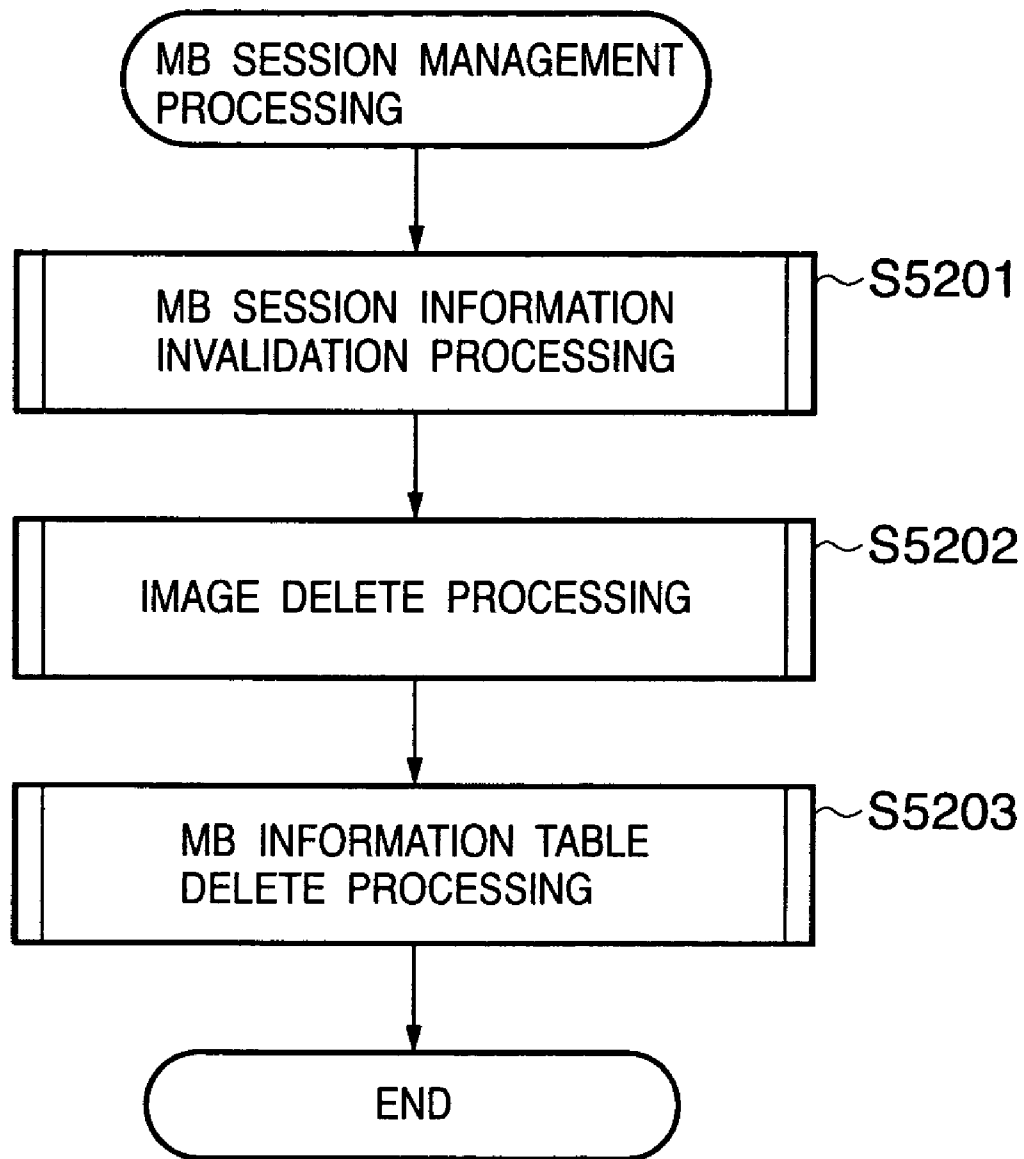 MB SESSION MANAGEMENT
PROCESSING
MB SESSION INFORMATION
INVALIDATION PROCESSING
S5201
IMAGE DELETE PROCESSING
S5202
MB INFORMATION TABLE
DELETE PROCESSING
S5203
END